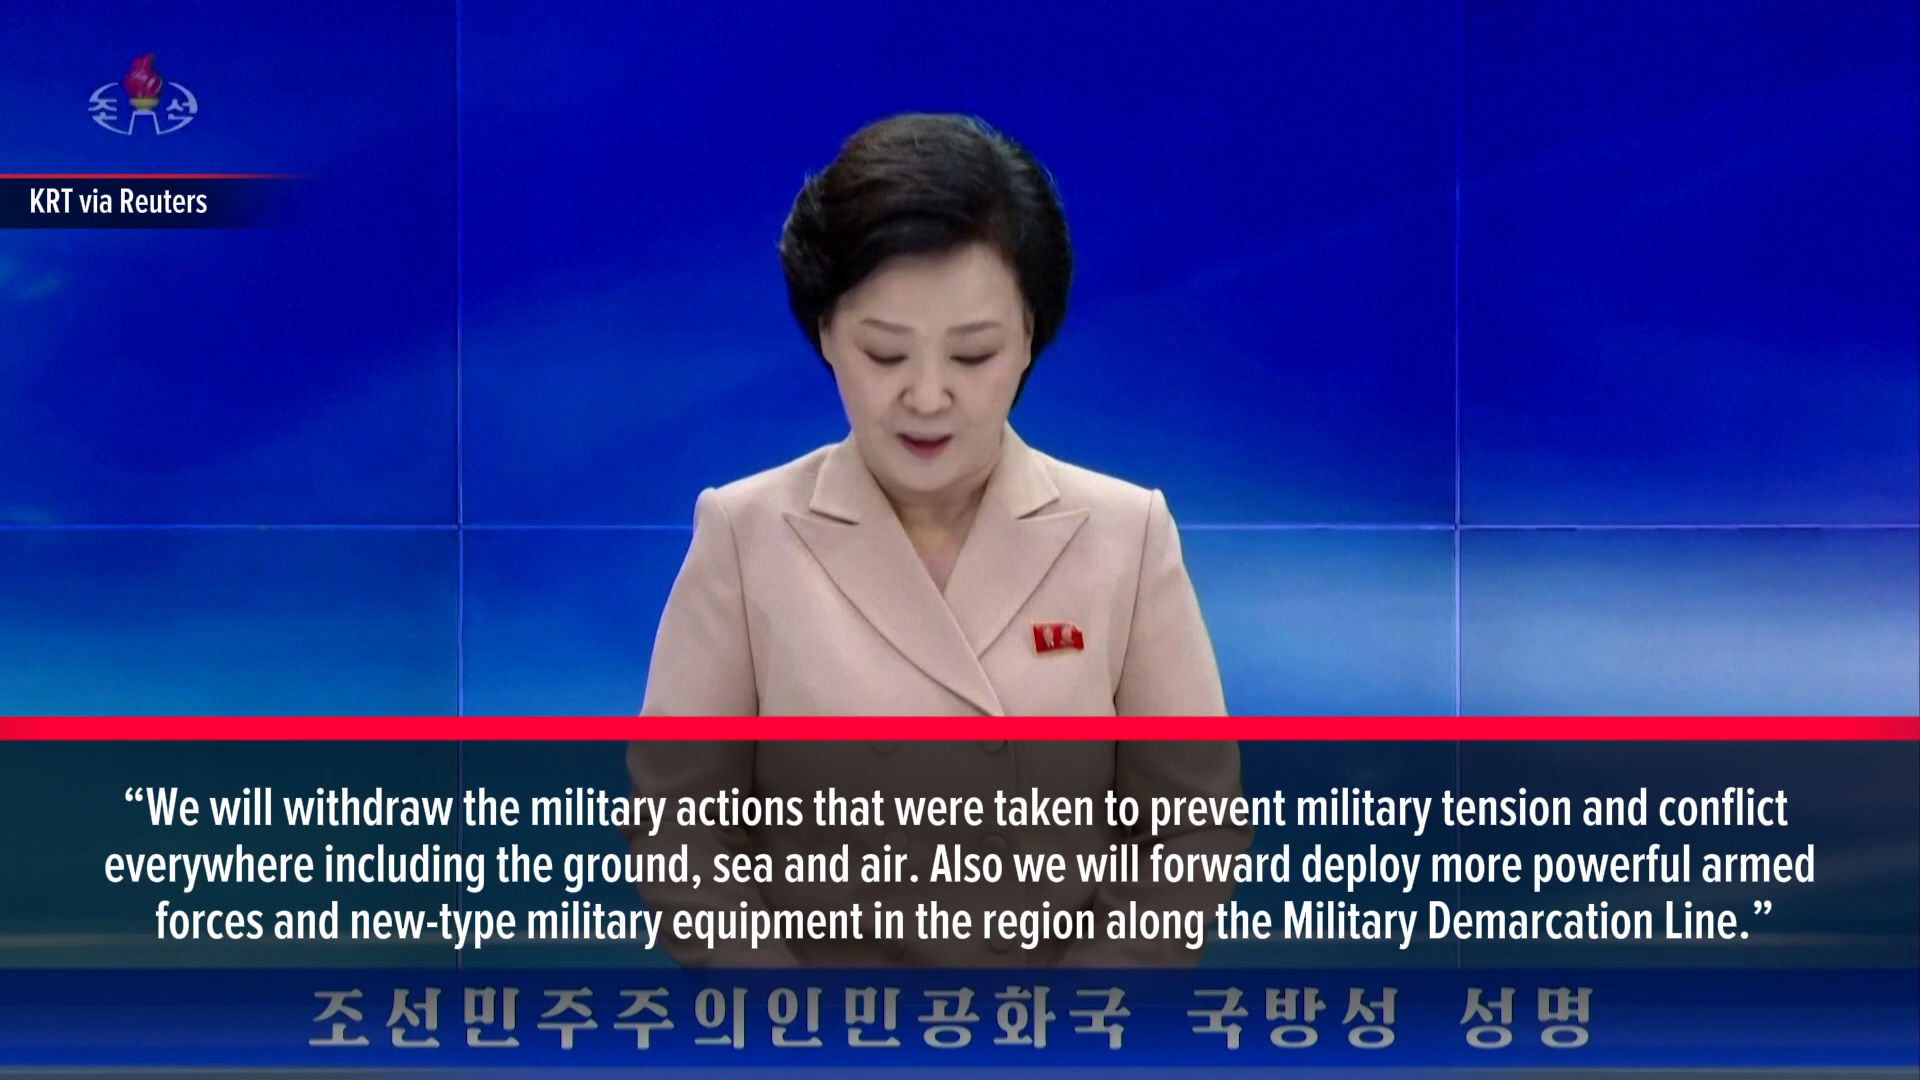 조선
KRT via Reuters
“We will withdraw the military actions that were taken to prevent military tension and conflict
everywhere including the ground, sea and air. Also we will forward deploy more powerful armed
forces and new-type military equipment in the region along the Military Demarcation Line.”
조선민주주의인민공화국 국방성 성명